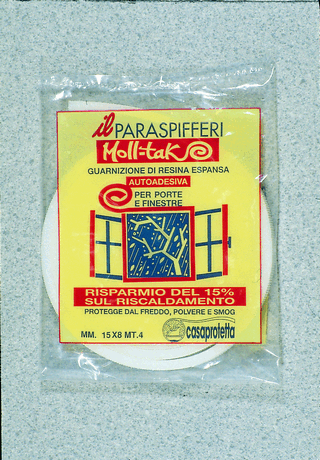 il PARASPIFFERI
Moll-tak
GUARNIZIONE DI RESINA ESPANSA
AUTOADESIVA
PER PORTE
E FINESTRE
RISPARMIO DEL 15%
SUL RISCALDAMENTO
PROTEGGE DAL FREDDO, POLVERE E SMOG
MM. 15X8 MT.4
casaprotetta